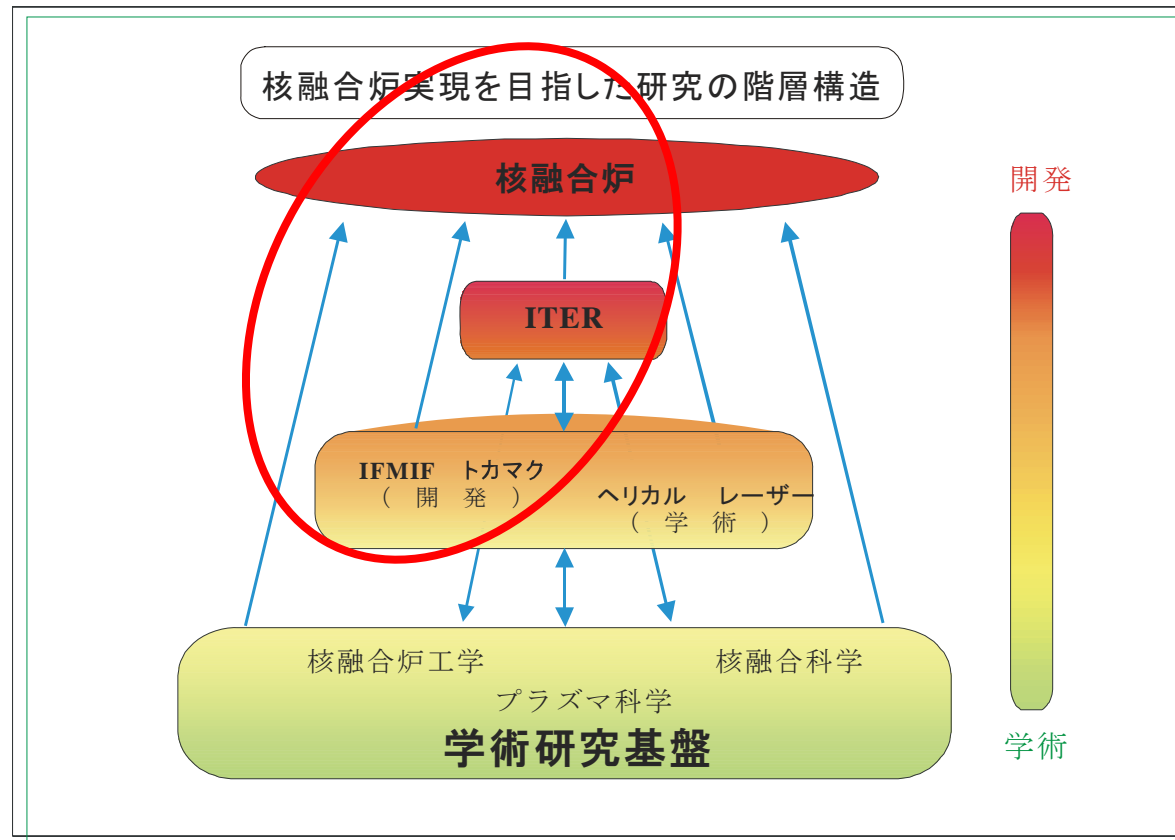 核融合炉実現を目指した研究の階層構造
核融合炉
開発
ITER
IFMIF トカマク
（ 開 発 ）
ヘリカル レーザー
（ 学 術 ）
核融合炉工学 核融合科学
プラズマ科学
学術研究基盤
学術